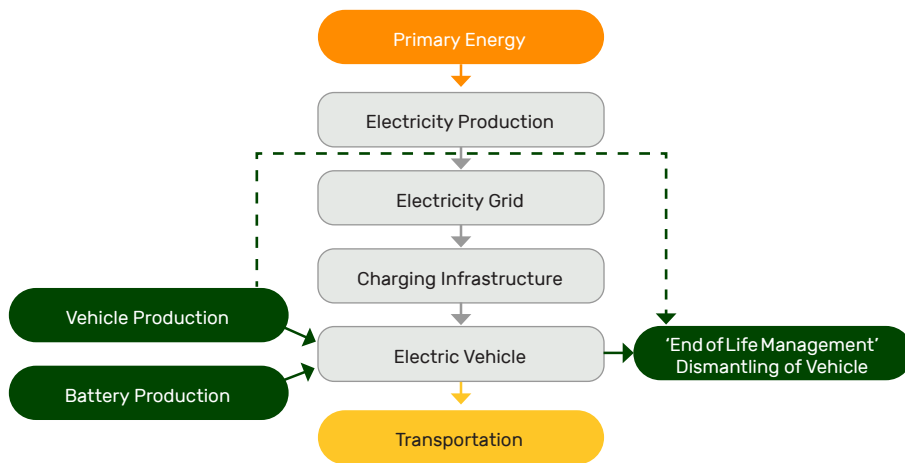 Primary Energy
Electricity Production
Electricity Grid
Charging Infrastructure
Vehicle Production
Electric Vehicle
'End of Life Management'
Dismantling of Vehicle
Battery Production
Transportation